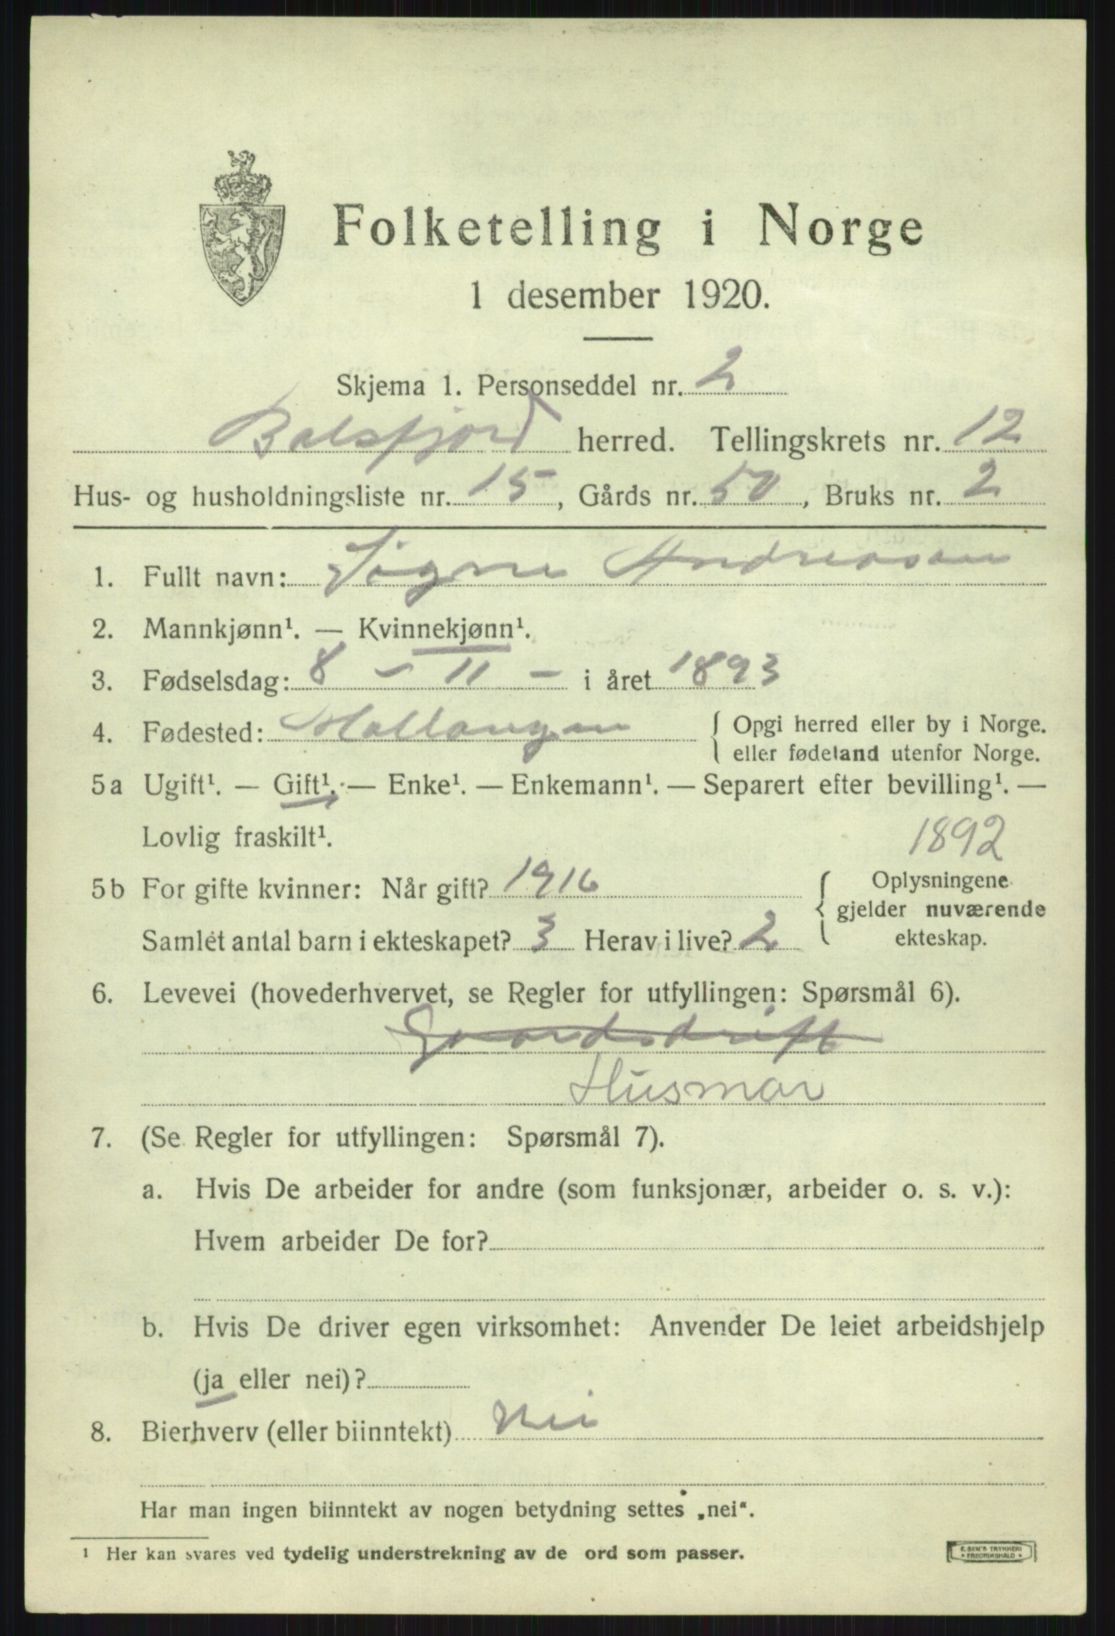 Folketelling i Norge
1 desember 1920.
Skjema 1. Personseddel nr. 2
Balsfjord herred. Tellingskrets nr. 12
Hus- og husholdningsliste nr. 15, Gårds nr. 50, Bruks nr. 2
1. Fullt navn: Signe Andreasen
2. Mannkjønn¹. — Kvinnekjønn¹.
3. Fødselsdag: 8 – 11 – i året 1893
4. Fødested: Mallangen { Opgi herred eller by i Norge.
eller fødeland utenfor Norge.
5a Ugift¹. — Gift¹. — Enke¹. — Enkemann¹. — Separert efter bevilling¹. —
Lovlig fraskilt¹.
1892
5b For gifte kvinner: Når gift? 1916
Samlet antal barn i ekteskapet? 3 Herav i live? 2
{ Oplysningene
gjelder nuværende
ekteskap.
6. Levevei (hovederhvervet, se Regler for utfyllingen: Spørsmål 6).
Gaardsdrift
Husmor
7. (Se Regler for utfyllingen: Spørsmål 7).
a. Hvis De arbeider for andre (som funksjonær, arbeider o. s. v.):
Hvem arbeider De for?
b. Hvis De driver egen virksomhet: Anvender De leiet arbeidshjelp
(ja eller nei)?
8. Bierhverv (eller biinntekt) Nei
Har man ingen biinntekt av nogen betydning settes „nei“.
¹ Her kan svares ved tydelig understrekning av de ord som passer.
E. SEM'S TRYKKERI
• FREDRIKSHALD •